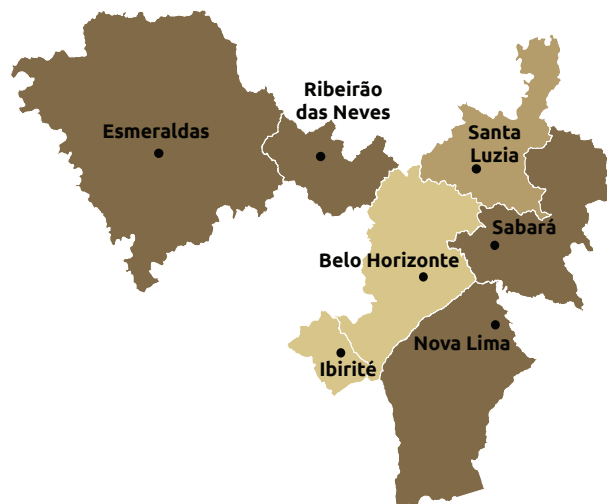 Ribeirão
das Neves
Esmeraldas
Santa
Luzia
Sabará
Belo Horizonte
Nova Lima
Ibirité